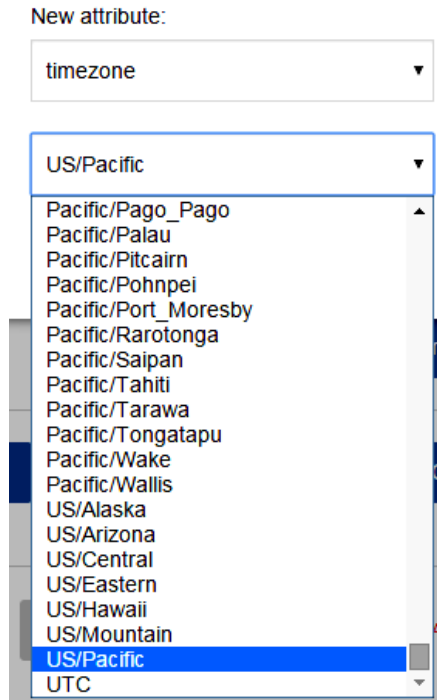 New attribute:
timezone
US/Pacific
Pacific/Pago_Pago
Pacific/Palau
Pacific/Pitcairn
Pacific/Pohnpei
Pacific/Port_Moresby
Pacific/Rarotonga
Pacific/Saipan
Pacific/Tahiti
Pacific/Tarawa
Pacific/Tongatapu
Pacific/Wake
Pacific/Wallis
US/Alaska
US/Arizona
US/Central
US/Eastern
US/Hawaii
US/Mountain
US/Pacific
UTC